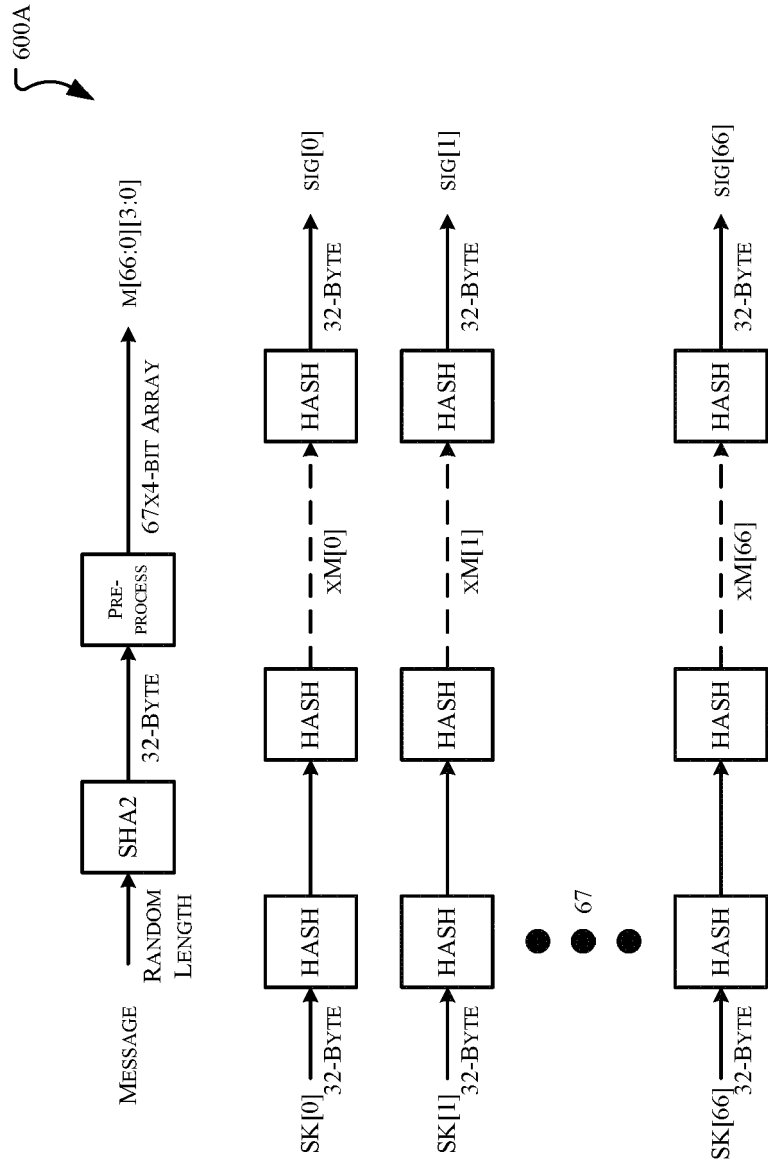 600A
MESSAGE
RANDOM
LENGTH
SHA2
32-BYTE
PRE-
PROCESS
67X4-BIT ARRAY
M[66:0][3:0]
SK[0]
32-BYTE
HASH
HASH
XM[0]
HASH
32-BYTE
SIG[0]
SK[1]
32-BYTE
HASH
HASH
XM[1]
HASH
32-BYTE
SIG[1]
67
SK[66]
32-BYTE
HASH
HASH
XM[66]
HASH
32-BYTE
SIG[66]